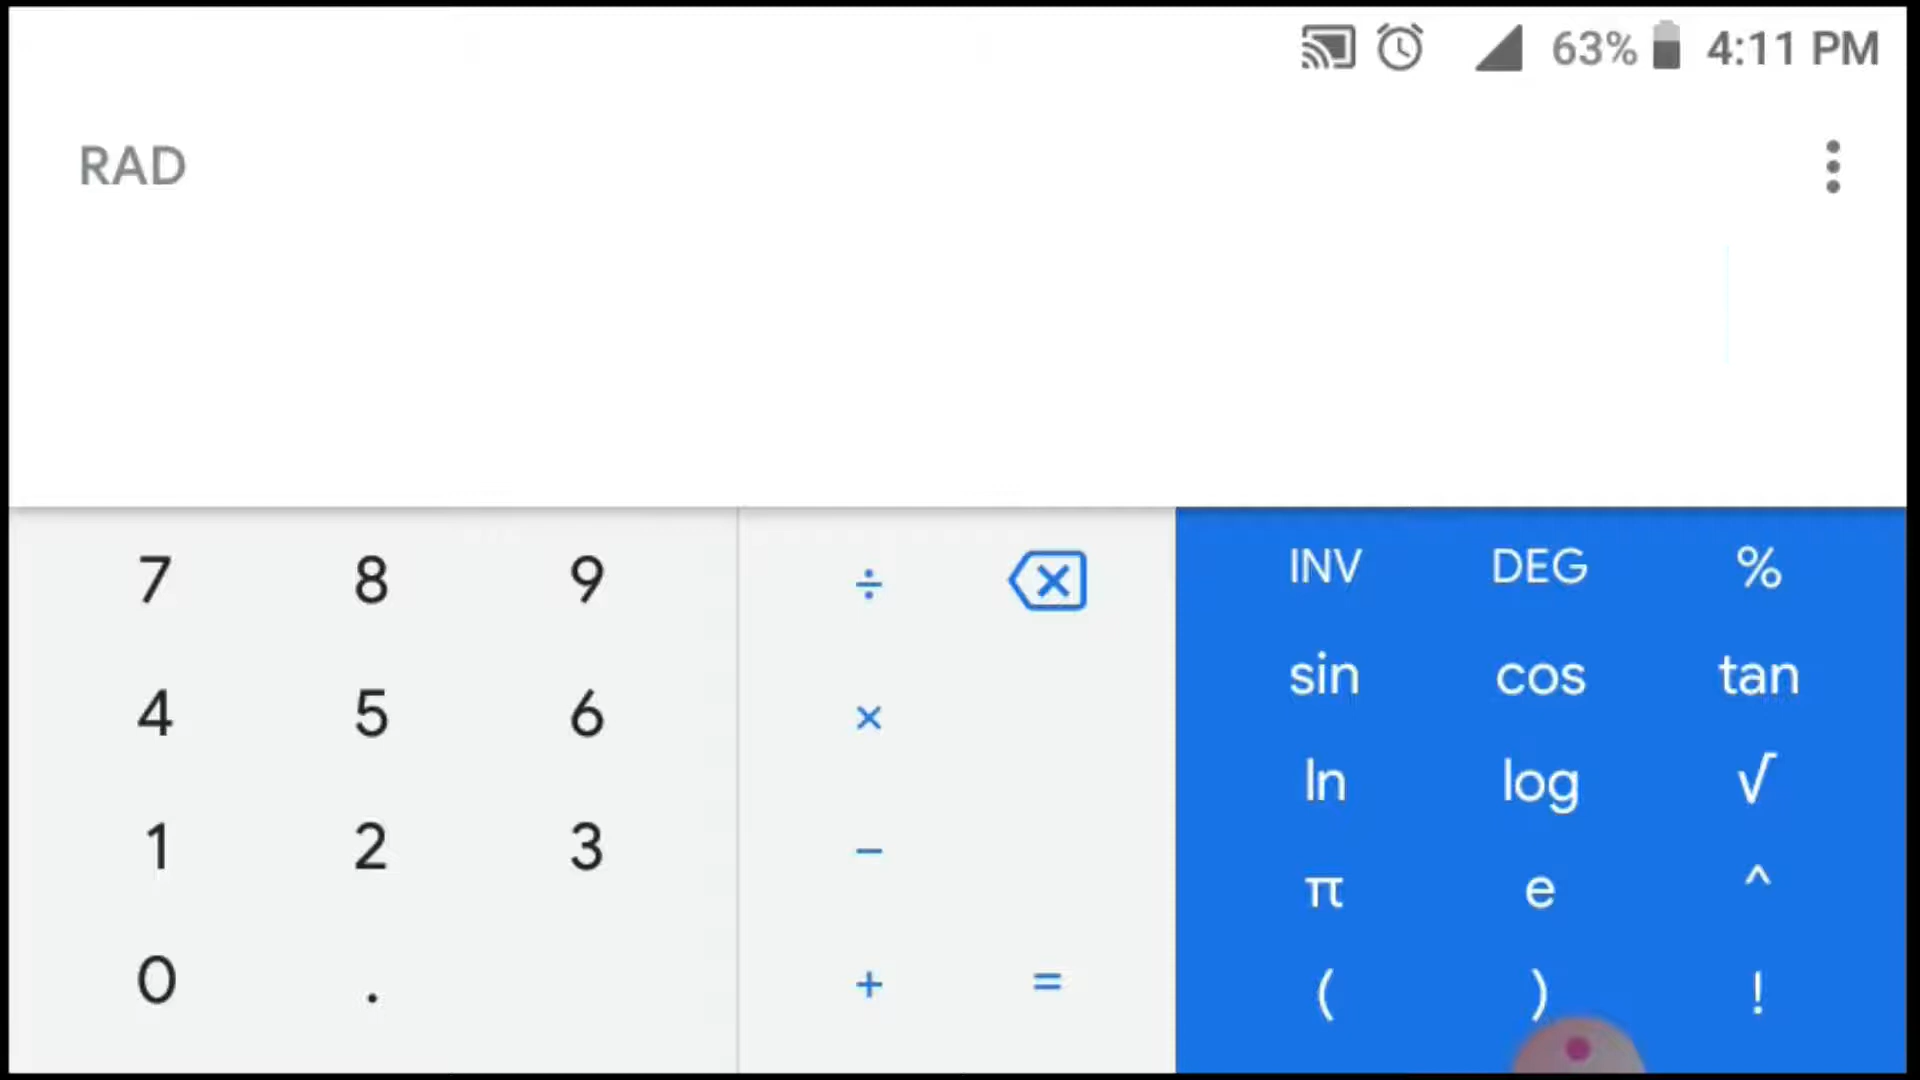 63% 4:11 PM
RAD
7 8 9 ÷ INV DEG %
4 5 6 × sin cos tan
1 2 3 − ln log √
π e ^
0 . + = ( ) !